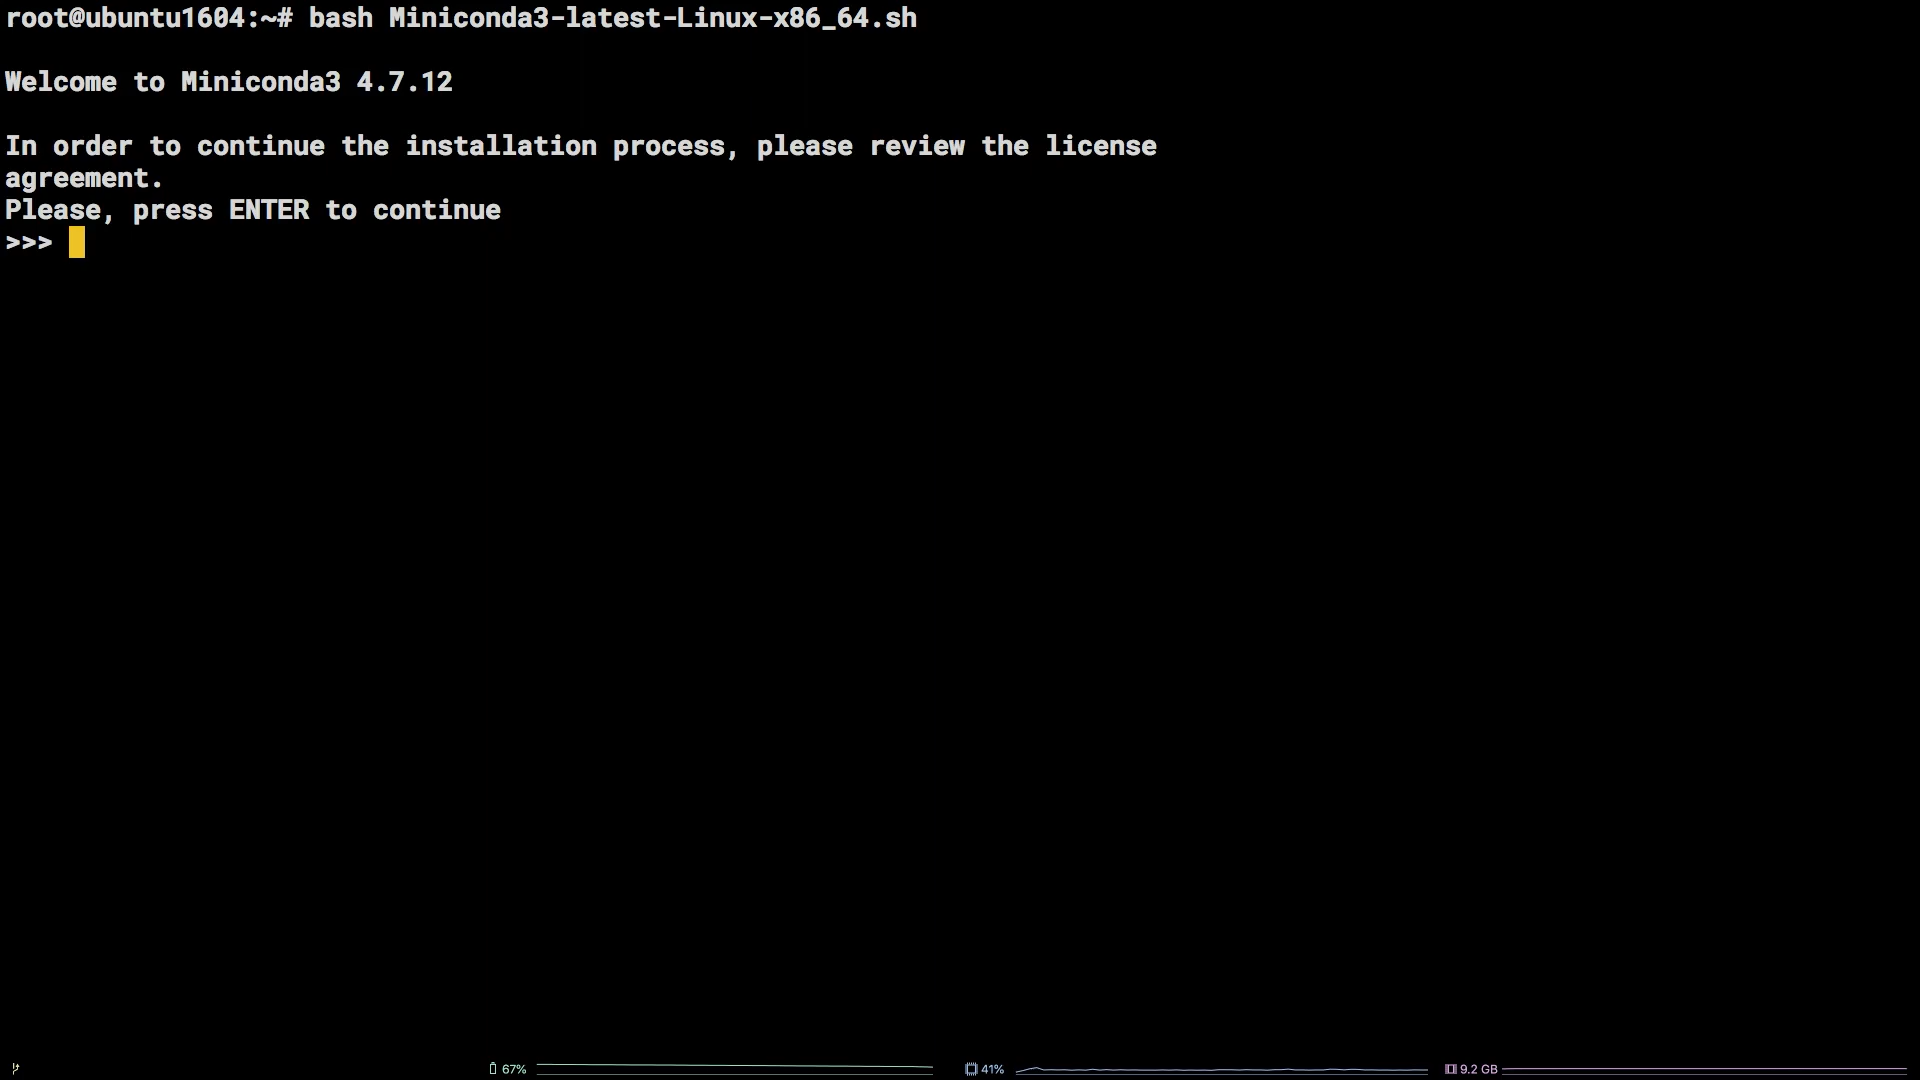 root@ubuntu1604:~# bash Miniconda3-latest-Linux-x86_64.sh
Welcome to Miniconda3 4.7.12
In order to continue the installation process, please review the license
agreement.
Please, press ENTER to continue
>>>
67% 41% 9.2 GB